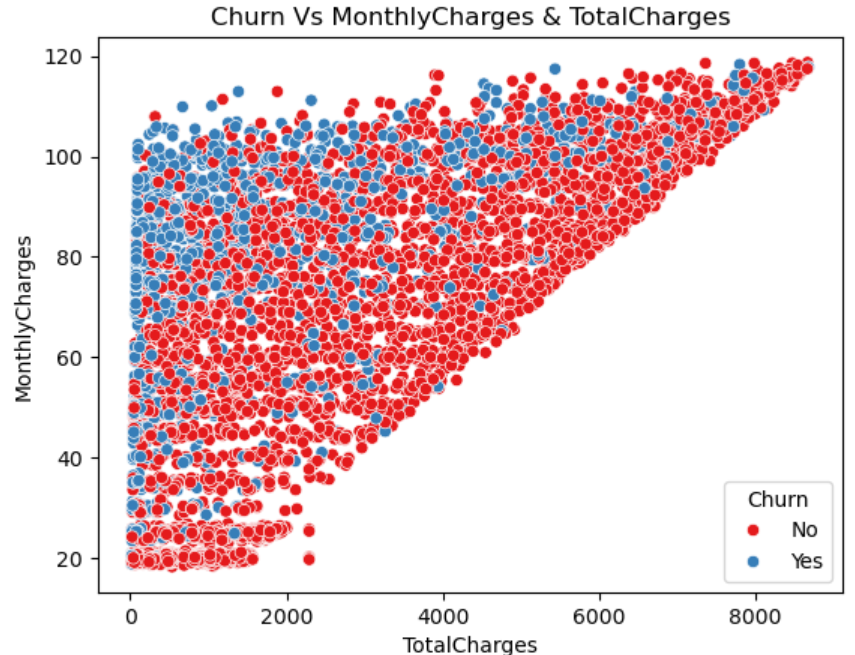 Churn Vs MonthlyCharges & TotalCharges
120
100
80
60
40
20
MonthlyCharges
0
2000
4000
6000
8000
TotalCharges
Churn
No
Yes